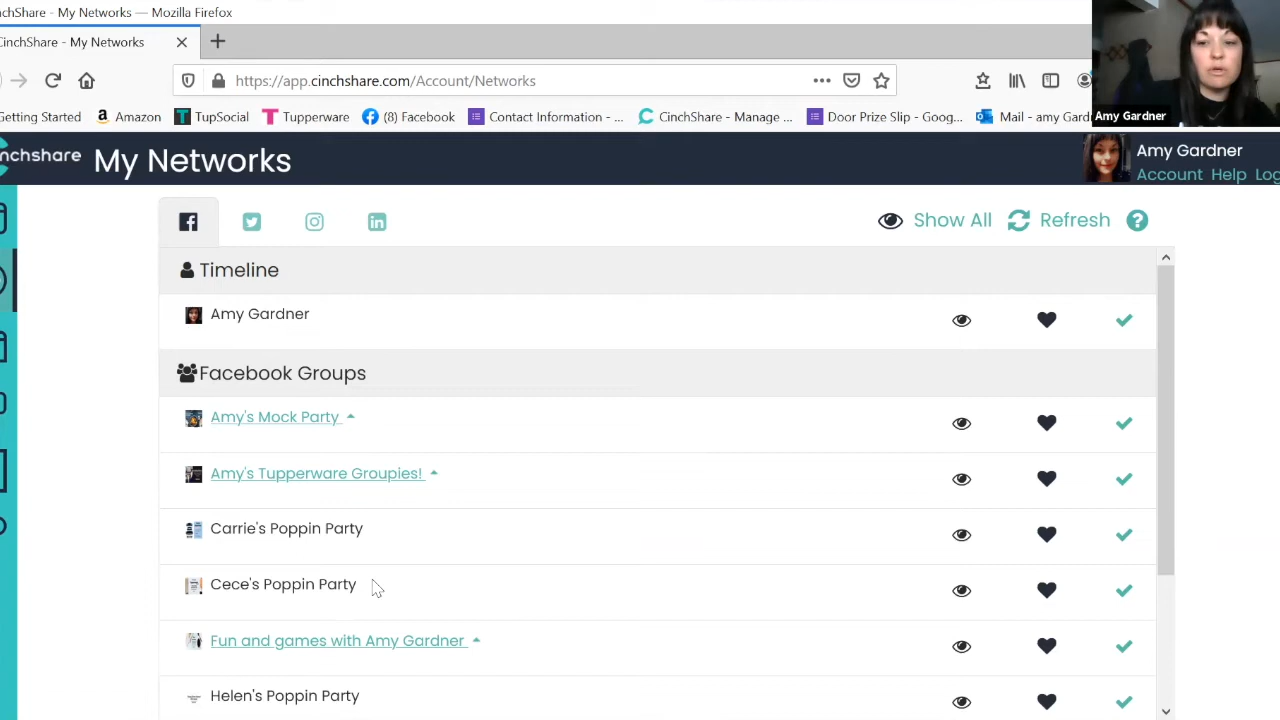 nchShare - My Networks — Mozilla Firefox
CinchShare - My Networks
https://app.cinchshare.com/Account/Networks
Getting Started Amazon TupSocial Tupperware (8) Facebook Contact Information - ... CinchShare - Manage ... Door Prize Slip - Goog... Mail - amy Gard
Amy Gardner
nchshare My Networks
Amy Gardner
Account Help Log
Show All Refresh
Timeline
Amy Gardner
Facebook Groups
Amy's Mock Party
Amy's Tupperware Groupies!
Carrie's Poppin Party
Cece's Poppin Party
Fun and games with Amy Gardner
Helen's Poppin Party